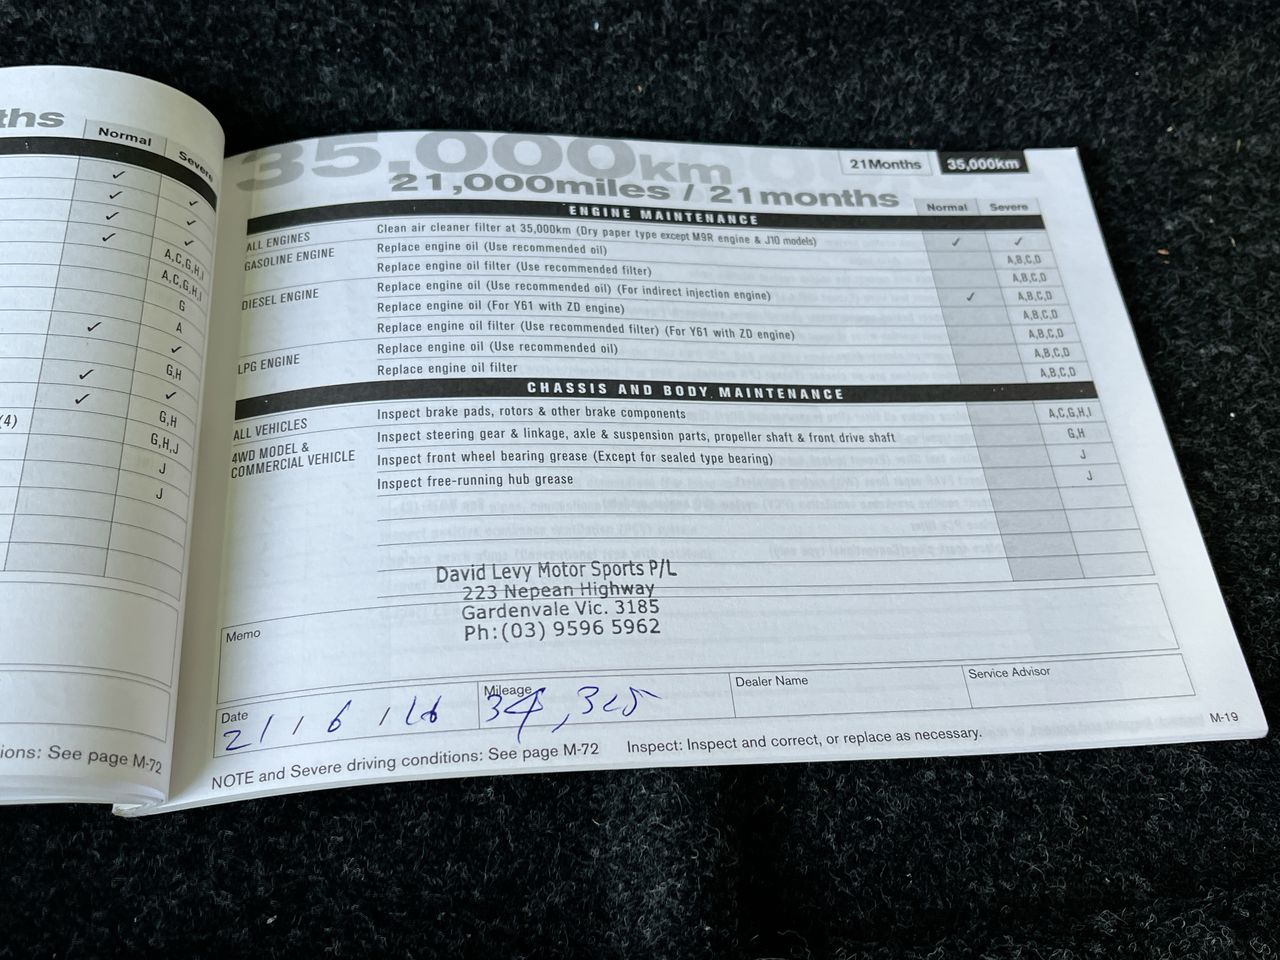 ths
Normal
Severe
A,C,G,H,I
A,C,G,H,I
G
A
G,H
(4)
G,H
G,H,J
J
J
ions: See page M-72
35,000km
21,000miles / 21months
21Months
35,000km
Normal
Severe
ENGINE MAINTENANCE
ALL ENGINES Clean air cleaner filter at 35,000km (Dry paper type except M9R engine & J10 models) ✓ ✓
GASOLINE ENGINE Replace engine oil (Use recommended oil) A,B,C,D
Replace engine oil filter (Use recommended filter) A,B,C,D
DIESEL ENGINE Replace engine oil (Use recommended oil) (For indirect injection engine) ✓ A,B,C,D
Replace engine oil (For Y61 with ZD engine) A,B,C,D
Replace engine oil filter (Use recommended filter) (For Y61 with ZD engine) A,B,C,D
LPG ENGINE Replace engine oil (Use recommended oil) A,B,C,D
Replace engine oil filter A,B,C,D
CHASSIS AND BODY MAINTENANCE
ALL VEHICLES Inspect brake pads, rotors & other brake components A,C,G,H,I
Inspect steering gear & linkage, axle & suspension parts, propeller shaft & front drive shaft G,H
4WD MODEL &
COMMERCIAL VEHICLE
Inspect front wheel bearing grease (Except for sealed type bearing) J
Inspect free-running hub grease J
David Levy Motor Sports P/L
223 Nepean Highway
Gardenvale Vic. 3185
Ph:(03) 9596 5962
Memo
Date
21/6/16
Mileage
34,325
Dealer Name
Service Advisor
NOTE and Severe driving conditions: See page M-72 Inspect: Inspect and correct, or replace as necessary.
M-19